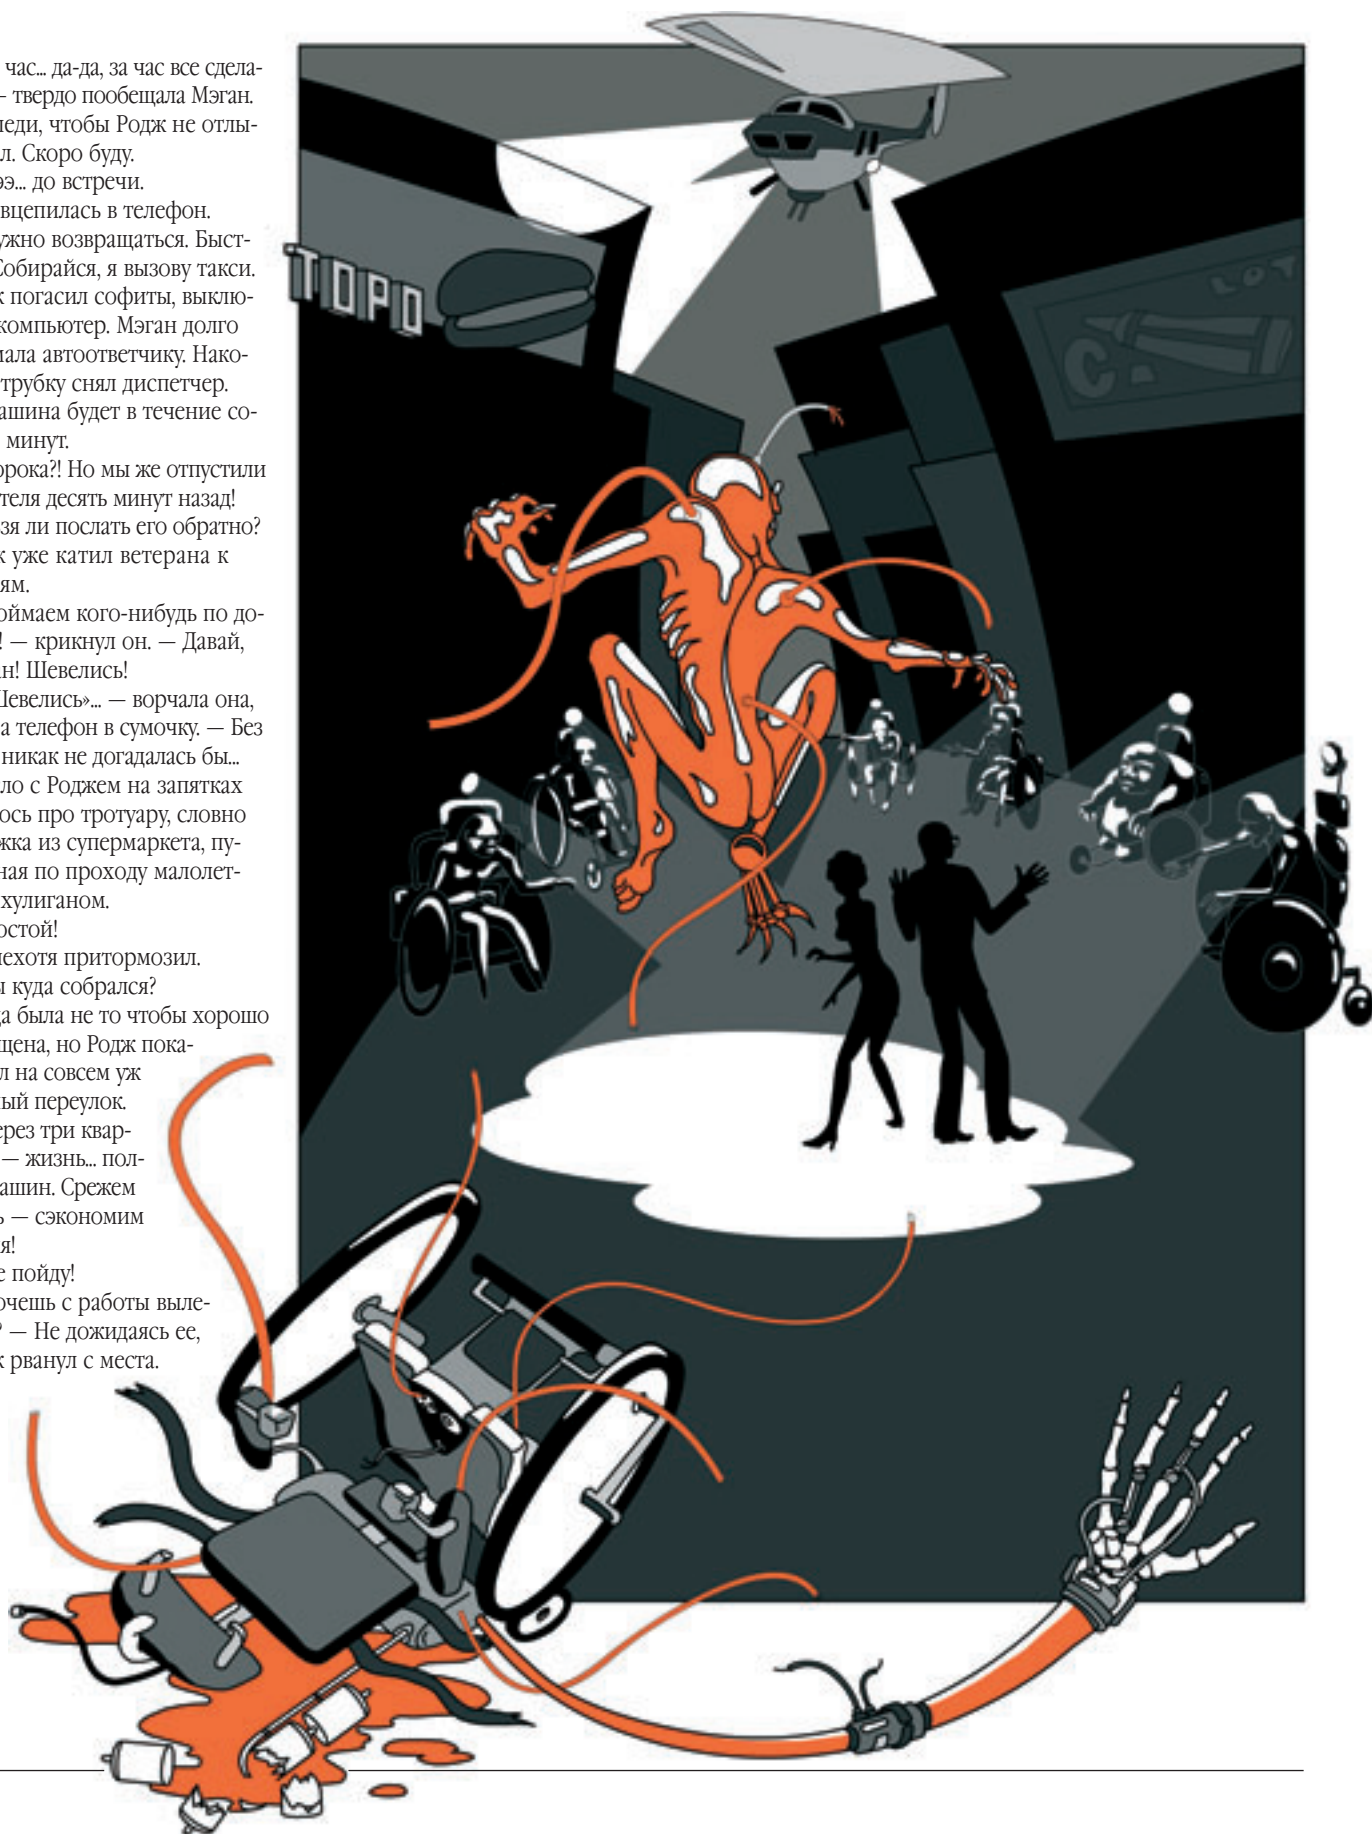 час... да-да, за час все сдела-
— твердо пообещала Мэган.
леди, чтобы Родж не отлы-
л. Скоро буду.
ээ... до встречи.
вцепилась в телефон.
ужно возвращаться. Быст-
Собирайся, я вызову такси.
к погасил софиты, выклю-
компьютер. Мэган долго
мала автоответчику. Нако-
трубку снял диспетчер.
ашина будет в течение со-
минут.
орока?! Но мы же отпустили
теля десять минут назад!
зя ли послать его обратно?
к уже катил ветерана к
ям.
оймаем кого-нибудь по до-
! — крикнул он. — Давай,
ан! Шевелись!
Шевелись»... — ворчала она,
а телефон в сумочку. — Без
никак не догадалась бы...
ло с Роджем на запятках
ось про тротуару, словно
жка из супермаркета, пу-
ная по проходу малолет-
хулиганом.
остой!
нехотя притормозил.
ы куда собрался?
да была не то чтобы хорошо
щена, но Родж пока-
л на совсем уж
ный переулок.
ерез три квар-
— жизнь... пол-
ашин. Срежем
ь — сэкономим
я!
е пойду!
очешь с работы выле-
? — Не дожидаясь ее,
к рванул с места.
TOPO
LOT